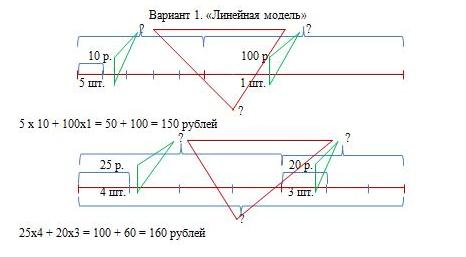 Вариант 1. «Линейная модель»
? ?
10 р. 100 р
5 шт. 1 шт.
?
5 х 10 + 100х1 = 50 + 100 = 150 рублей
? ?
25 р. 20 р.
4 шт. 3 шт.
?
25х4 + 20х3 = 100 + 60 = 160 рублей